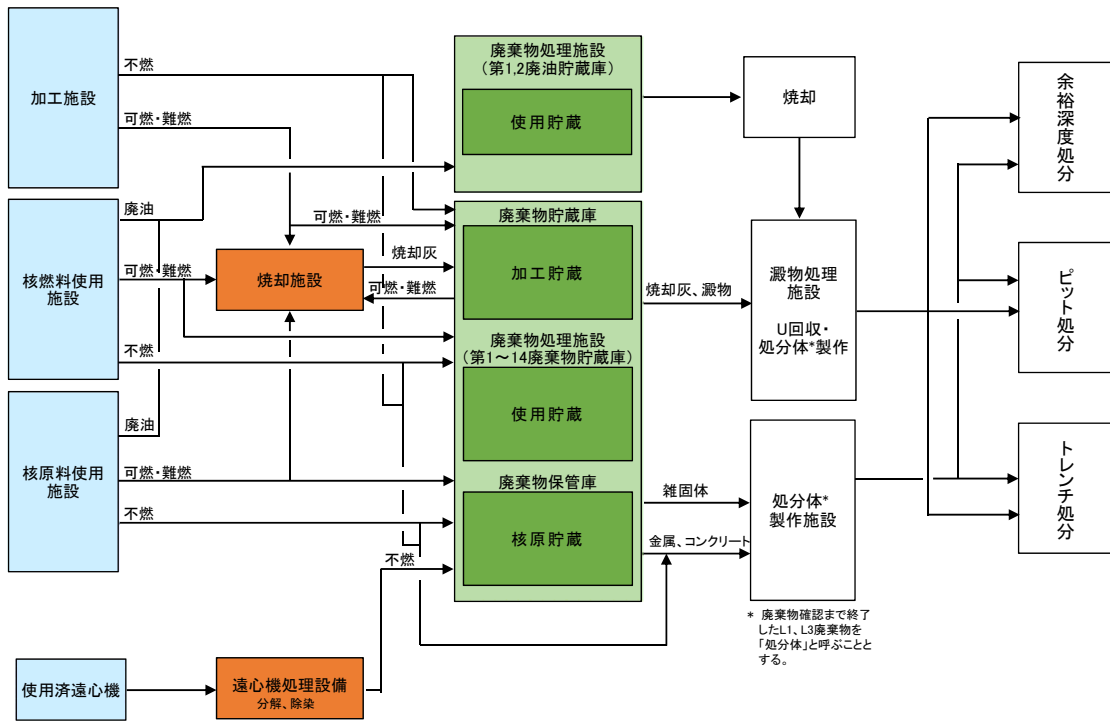 加工施設
不燃
可燃・難燃
核燃料使用
施設
廃油
可燃・難燃
不燃
核原料使用
施設
廃油
可燃・難燃
不燃
使用済遠心機
遠心機処理設備
分解、除染
不燃
焼却施設
可燃・難燃
焼却灰
可燃・難燃
廃棄物処理施設
（第1,2廃油貯蔵庫）
使用貯蔵
廃棄物貯蔵庫
加工貯蔵
廃棄物処理施設
（第1～14廃棄物貯蔵庫）
使用貯蔵
廃棄物保管庫
核原貯蔵
焼却灰、澱物
雑固体
金属、コンクリート
焼却
澱物処理
施設
U回収・
処分体*製作
処分体*
製作施設
* 廃棄物確認まで終了
したL1、L3廃棄物を
「処分体」と呼ぶことと
する。
余裕深度処分
ピット処分
トレンチ処分